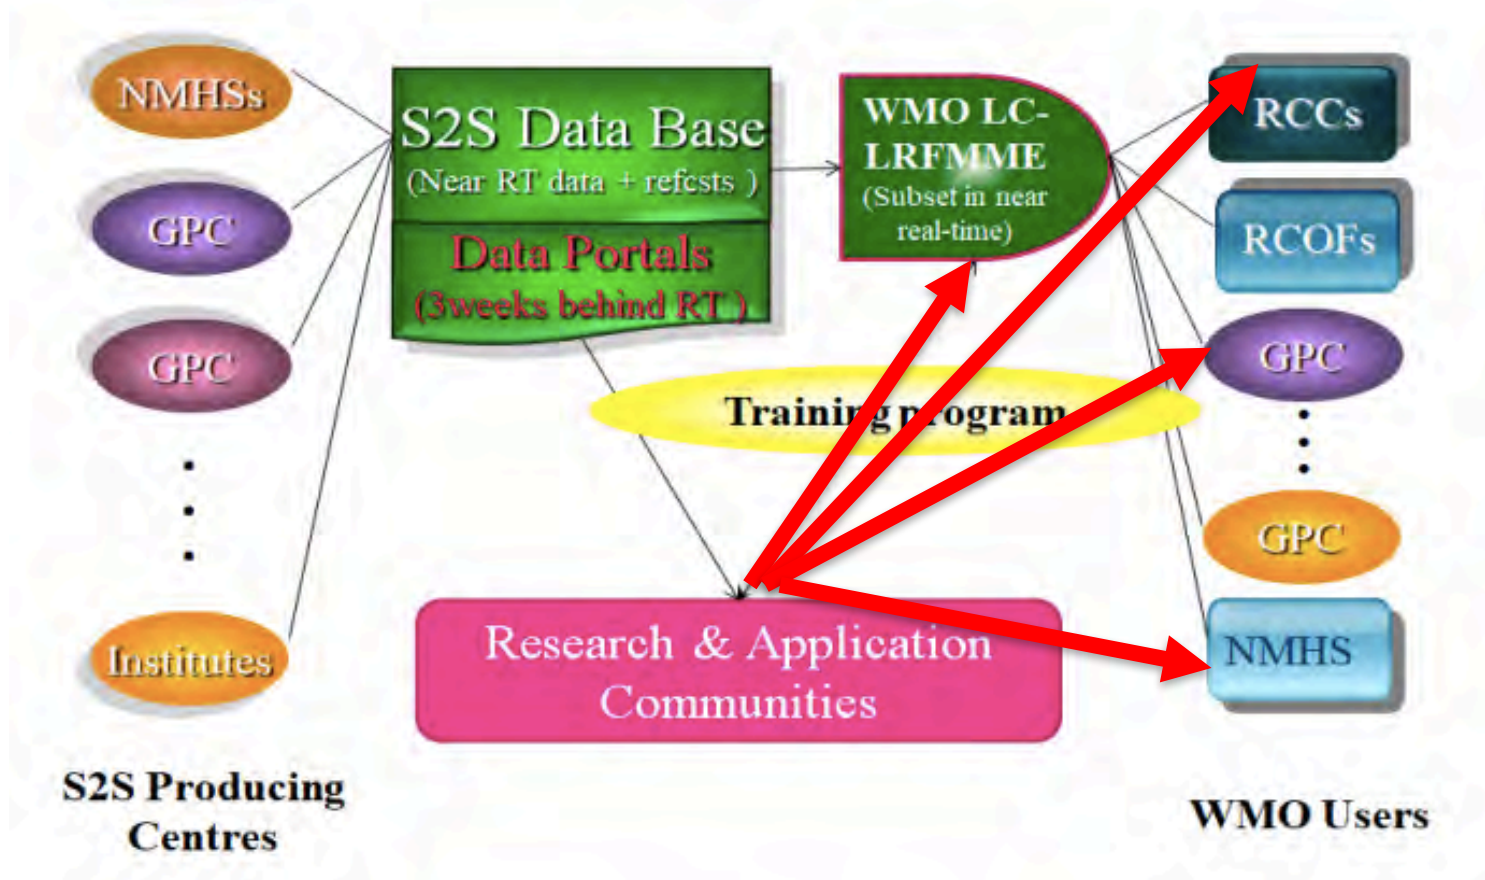 NMHSs
GPC
GPC
Institutes
S2S Producing
Centres
S2S Data Base
(Near RT data + refcsts )
Data Portals
(3weeks behind RT )
WMO LC-
LRFMME
(Subset in near
real-time)
Training program
Research & Application
Communities
RCCs
RCOFs
GPC
GPC
NMHS
WMO Users